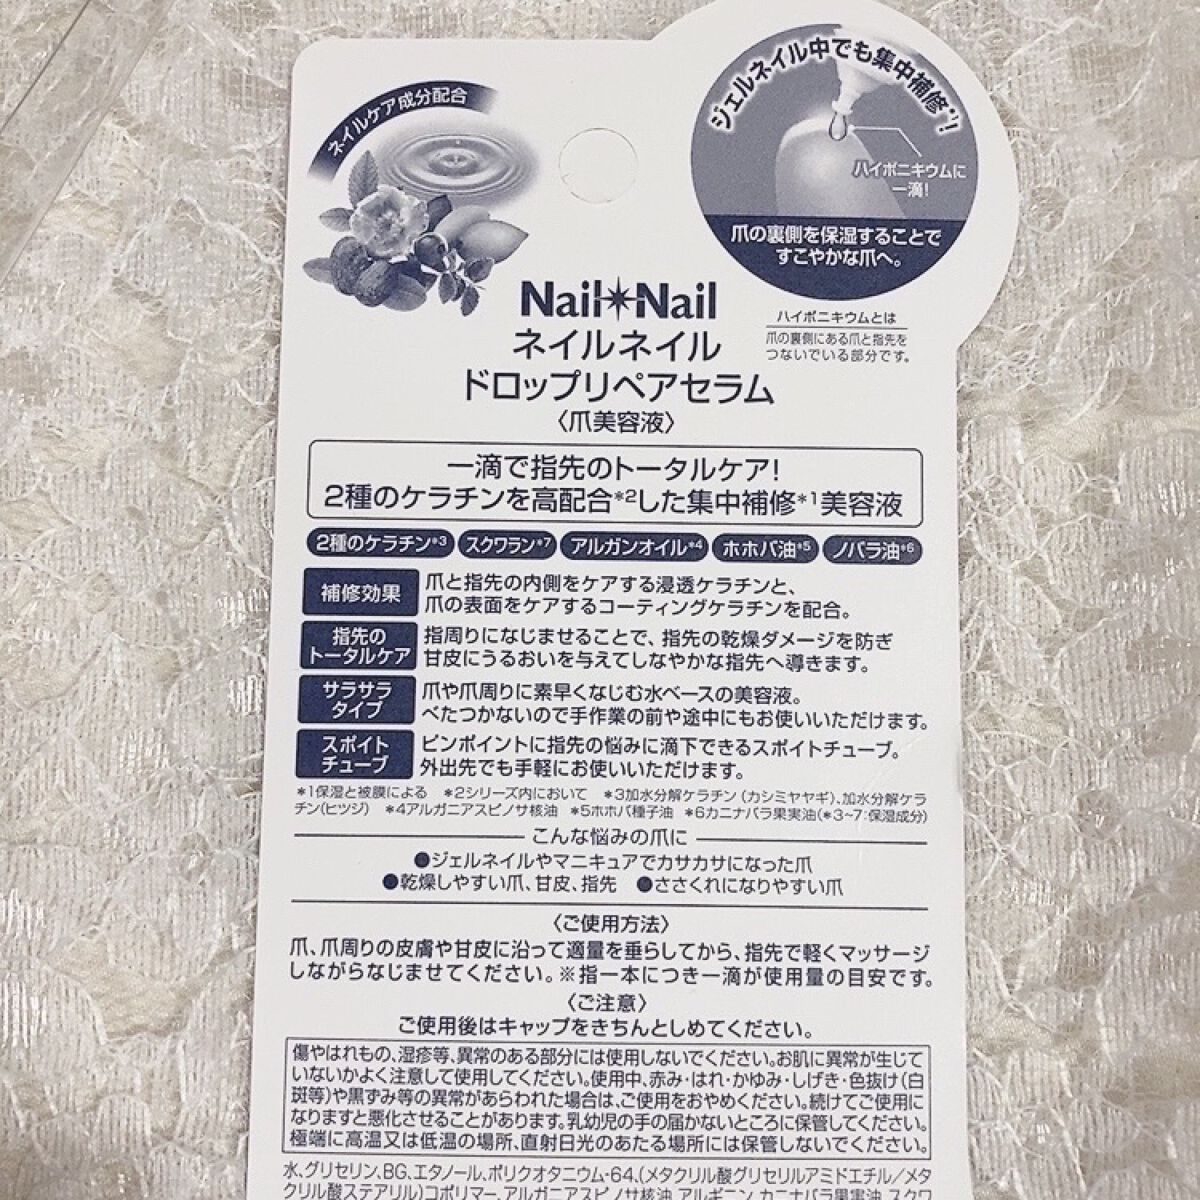 ネイルケア成分配合
ジェルネイル中でも集中補修*1!
ハイポニキウムに
一滴!
爪の裏側を保湿することで
すこやかな爪へ。
ハイポニキウムとは
爪の裏側にある爪と指先を
つないでいる部分です。
Nail Nail
ネイルネイル
ドロップリペアセラム
〈爪美容液〉
一滴で指先のトータルケア!
2種のケラチンを高配合*2した集中補修*1美容液
2種のケラチン*3 スクワラン*7 アルガンオイル*4 ホホバ油*5 ノバラ油*6
補修効果 爪と指先の内側をケアする浸透ケラチンと、
爪の表面をケアするコーティングケラチンを配合。
指先の
トータルケア
指周りになじませることで、指先の乾燥ダメージを防ぎ
甘皮にうるおいを与えてしなやかな指先へ導きます。
サラサラ
タイプ
爪や爪周りに素早くなじむ水ベースの美容液。
べたつかないので手作業の前や途中にもお使いいただけます。
スポイト
チューブ
ピンポイントに指先の悩みに滴下できるスポイトチューブ。
外出先でも手軽にお使いいただけます。
*1保湿と被膜による *2シリーズ内において *3加水分解ケラチン(カシミヤヤギ)、加水分解ケラ
チン(ヒツジ) *4アルガニアスピノサ核油 *5ホホバ種子油 *6カニナバラ果実油(*3~7:保湿成分)
こんな悩みの爪に
●ジェルネイルやマニキュアでカサカサになった爪
●乾燥しやすい爪、甘皮、指先 ●ささくれになりやすい爪
〈ご使用方法〉
爪、爪周りの皮膚や甘皮に沿って適量を垂らしてから、指先で軽くマッサージ
しながらなじませてください。※指一本につき一滴が使用量の目安です。
〈ご注意〉
ご使用後はキャップをきちんとしめてください。
傷やはれもの、湿疹等、異常のある部分には使用しないでください。お肌に異常が生じて
いないかよく注意して使用してください。使用中、赤み・はれ・かゆみ・しげき・色抜け(白
斑等)や黒ずみ等の異常があらわれた場合は、ご使用をおやめください。続けてご使用に
なりますと悪化させることがあります。乳幼児の手の届かないところに保管してください。
極端に高温又は低温の場所、直射日光のあたる場所には保管しないでください。
水、グリセリン、BG、エタノール、ポリクオタニウム-64、(メタクリル酸グリセリルアミドエチル/メタ
クリル酸ステアリル)コポリマー、アルガニアスピノサ核油、アルギニン、カニナバラ果実油、スクワ